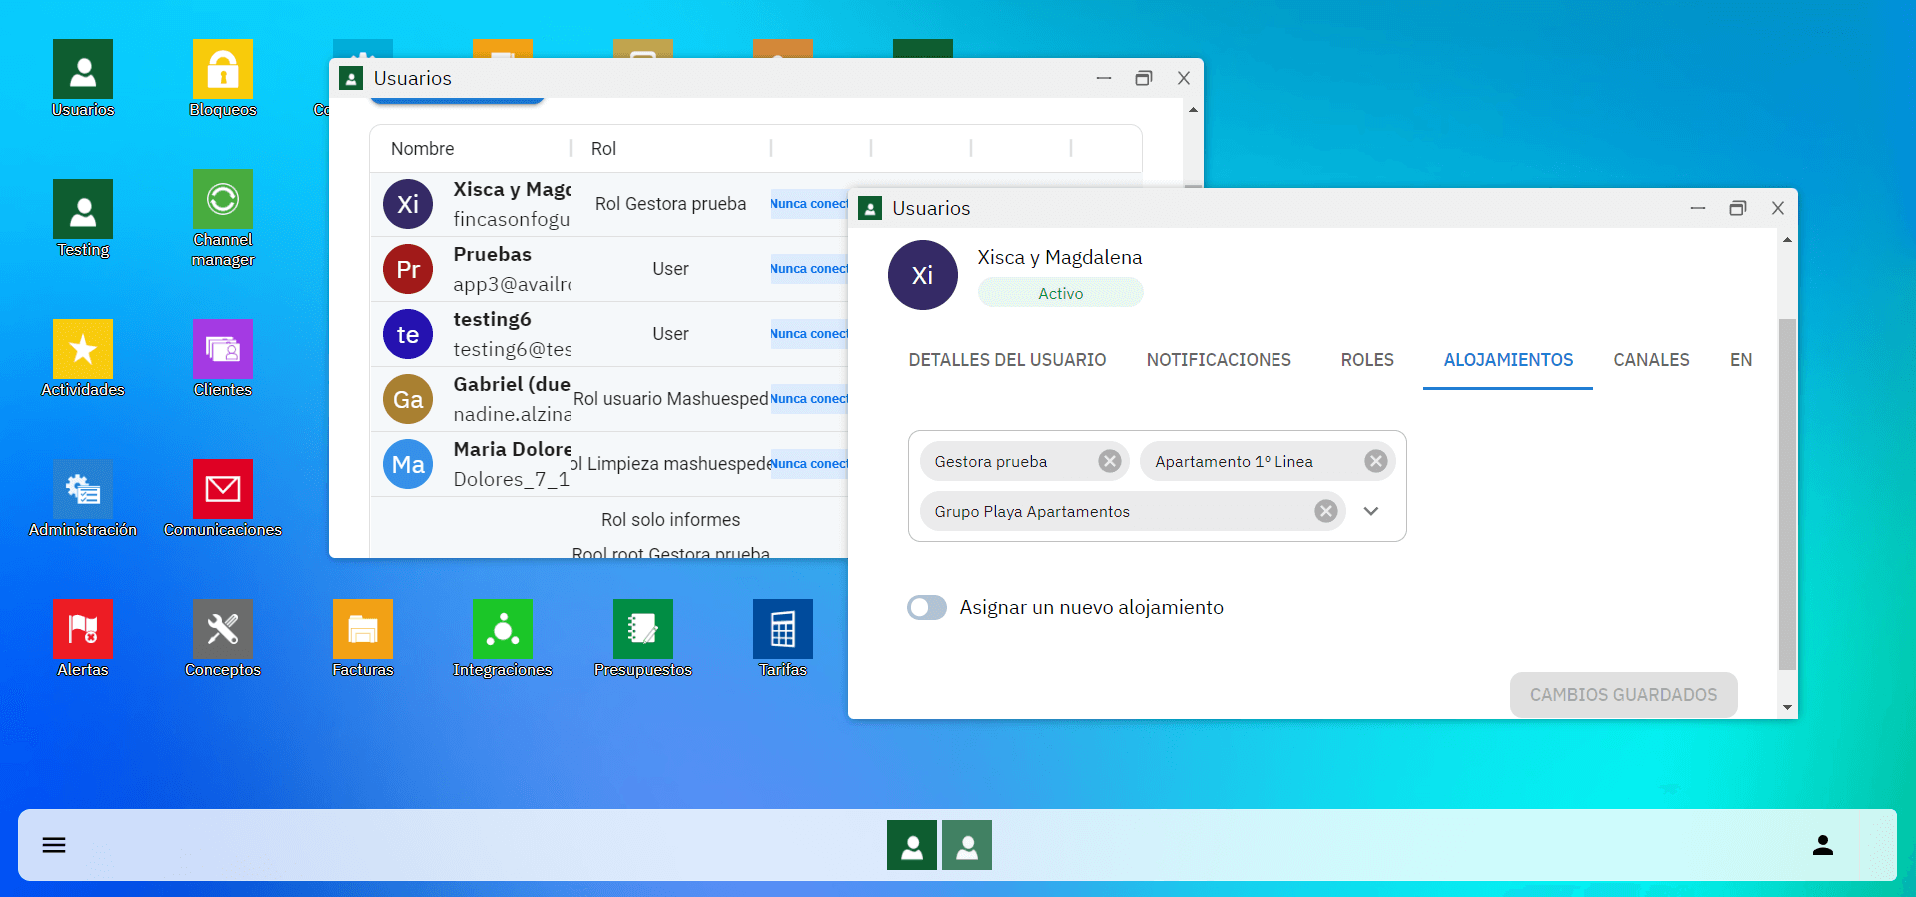 Usuarios
Bloqueos
Co
Testing
Channel
manager
Actividades
Clientes
Administración
Comunicaciones
Alertas
Conceptos
Facturas
Integraciones
Presupuestos
Tarifas
Usuarios
Nombre
Rol
Xi
Xisca y Magd
fincasonfogu
Rol Gestora prueba
Nunca conect
Pr
Pruebas
app3@availro
User
Nunca conect
te
testing6
testing6@tes
User
Nunca conect
Ga
Gabriel (due
nadine.alzina
Rol usuario Mashuesped
Nunca conect
Ma
Maria Dolore
Dolores_7_1
ol Limpieza mashuespede
Nunca conect
Rol solo informes
Rool root Gestora prueba
Usuarios
Xi
Xisca y Magdalena
Activo
DETALLES DEL USUARIO
NOTIFICACIONES
ROLES
ALOJAMIENTOS
CANALES
EN
Gestora prueba
Apartamento 1º Linea
Grupo Playa Apartamentos
Asignar un nuevo alojamiento
CAMBIOS GUARDADOS